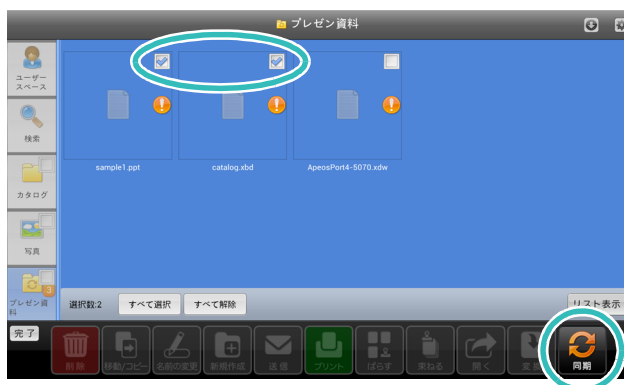 プレゼン資料
ユーザー
スペース
検索
カタログ
写真
3
プレゼン資
料
sample1.ppt
catalog.xbd
ApeosPort4-5070.xdw
選択数:2
すべて選択
すべて解除
リスト表示
完了
削除
移動/コピー
名前の変更
新規作成
送信
プリント
ばらす
束ねる
開く
変換
同期